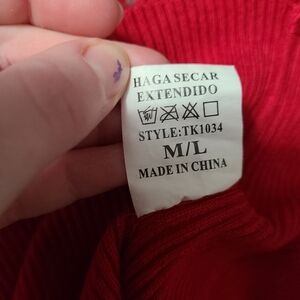 HAGA SECAR
EXTENDIDO
STYLE:TK1034
M/L
MADE IN CHINA